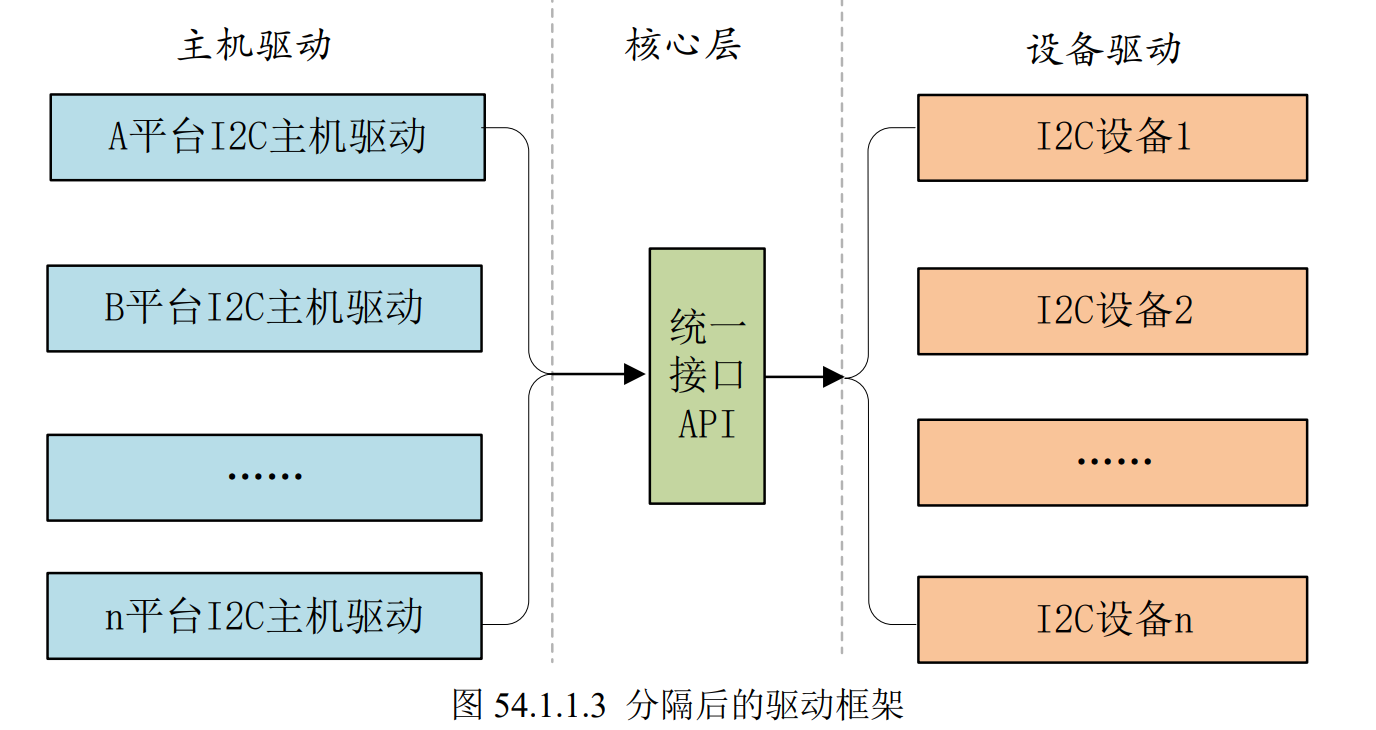 主机驱动
核心层
设备驱动
A平台I2C主机驱动
B平台I2C主机驱动
······
n平台I2C主机驱动
统一
接口
API
I2C设备1
I2C设备2
······
I2C设备n
图 54.1.1.3 分隔后的驱动框架